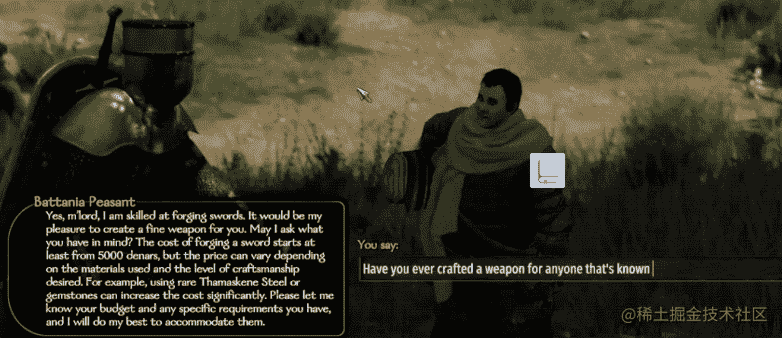 Battania Peasant
Yes, m'lord, I am skilled at forging swords. It would be my
pleasure to create a fine weapon for you. May I ask what
you have in mind? The cost of forging a sword starts at
least from 5000 denars, but the price can vary depending
on the materials used and the level of craftsmanship
desired. For example, using rare Thamaskene Steel or
gemstones can increase the cost significantly. Please let me
know your budget and any specific requirements you have,
and I will do my best to accommodate them.
You say:
Have you ever crafted a weapon for anyone that's known
@稀土掘金技术社区